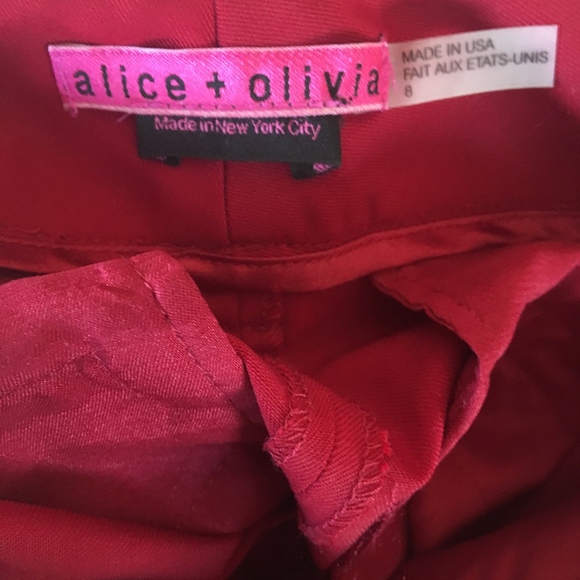 alice + olivia
MADE IN USA
FAIT AUX ETATS-UNIS
8
Made in New York City